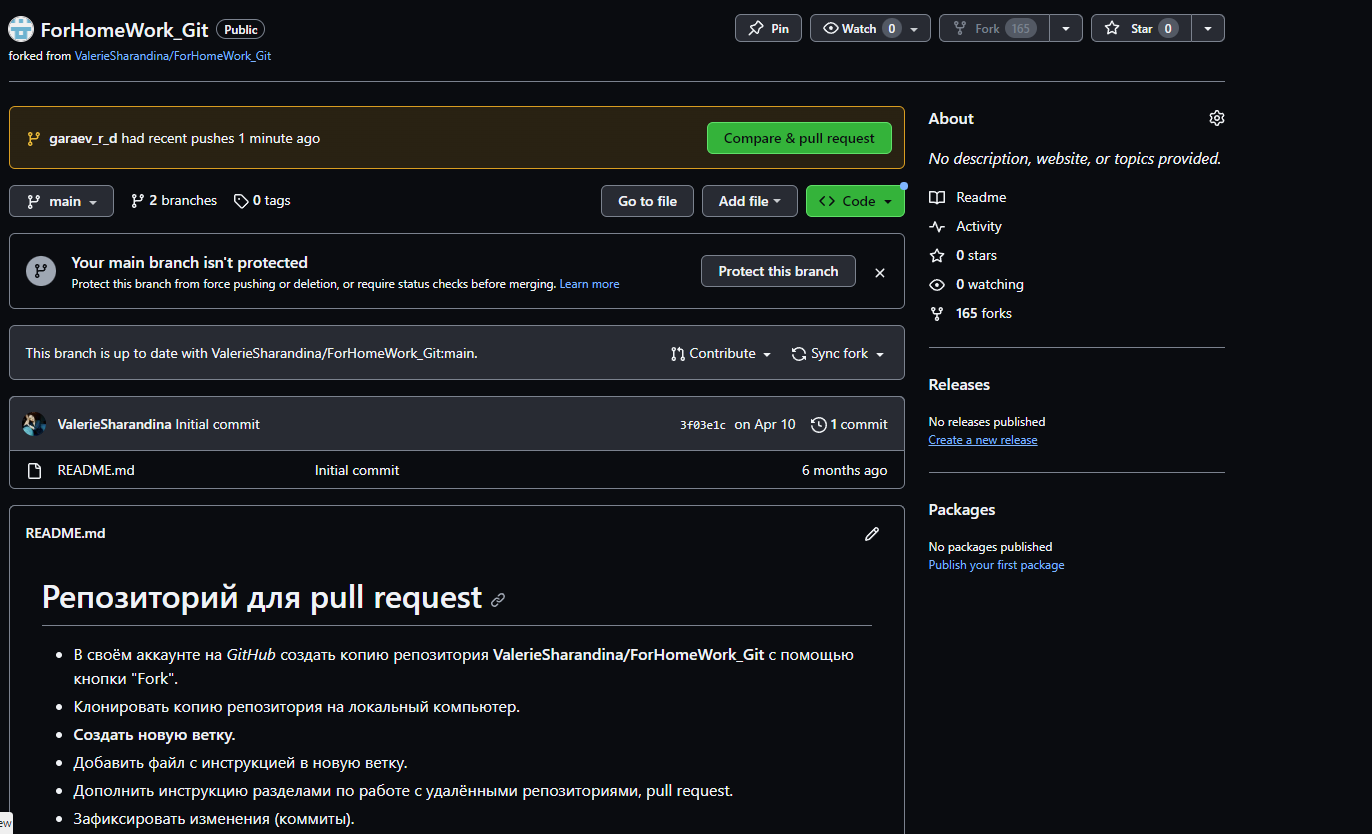 ForHomeWork_Git Public Pin Watch 0 Fork 165 Star 0
forked from ValerieSharandina/ForHomeWork_Git
garaev_r_d had recent pushes 1 minute ago Compare & pull request
main 2 branches 0 tags Go to file Add file Code
Your main branch isn't protected
Protect this branch from force pushing or deletion, or require status checks before merging. Learn more
Protect this branch
This branch is up to date with ValerieSharandina/ForHomeWork_Git:main. Contribute Sync fork
ValerieSharandina Initial commit 3f03e1c on Apr 10 1 commit
README.md Initial commit 6 months ago
README.md
Репозиторий для pull request
В своём аккаунте на GitHub создать копию репозитория ValerieSharandina/ForHomeWork_Git с помощью
кнопки "Fork".
Клонировать копию репозитория на локальный компьютер.
Создать новую ветку.
Добавить файл с инструкцией в новую ветку.
Дополнить инструкцию разделами по работе с удалёнными репозиториями, pull request.
Зафиксировать изменения (коммиты).
About
No description, website, or topics provided.
Readme
Activity
0 stars
0 watching
165 forks
Releases
No releases published
Create a new release
Packages
No packages published
Publish your first package